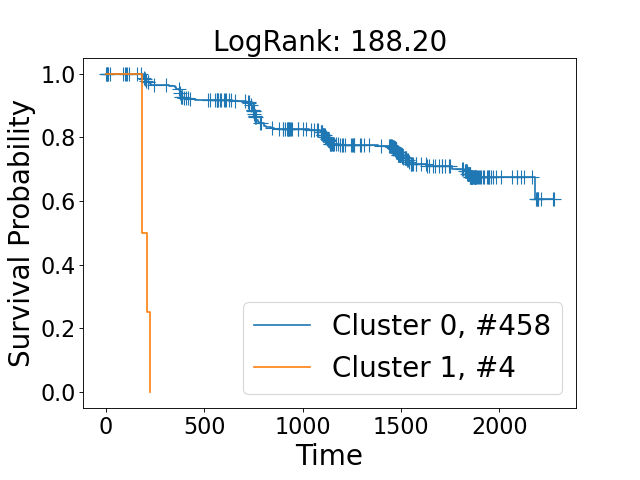 LogRank: 188.20
Survival Probability
1.0
0.8
0.6
0.4
0.2
0.0
Cluster 0, #458
Cluster 1, #4
0 500 1000 1500 2000
Time